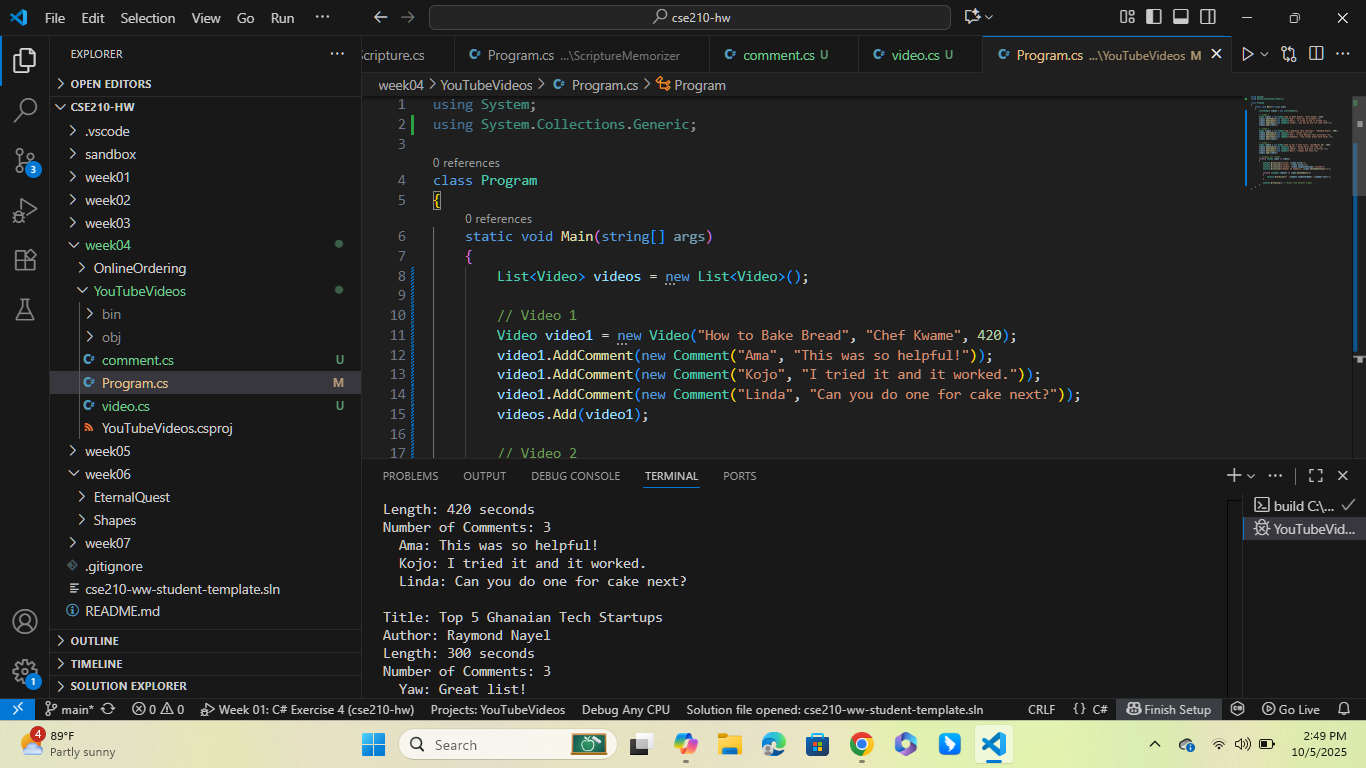 File Edit Selection View Go Run ··· cse210-hw
EXPLORER ···
OPEN EDITORS
CSE210-HW
.vscode
sandbox
week01
week02
week03
week04
OnlineOrdering
YouTubeVideos
bin
obj
comment.cs U
Program.cs M
video.cs U
YouTubeVideos.csproj
week05
week06
EternalQuest
Shapes
week07
.gitignore
cse210-ww-student-template.sln
README.md
OUTLINE
TIMELINE
SOLUTION EXPLORER
3
1
Scripture.cs Program.cs ...\ScriptureMemorizer comment.cs U video.cs U Program.cs ...\YouTubeVideos M
week04 > YouTubeVideos > Program.cs > Program
1 using System;
2 using System.Collections.Generic;
3
0 references
4 class Program
5 {
0 references
6 static void Main(string[] args)
7 {
8 List<Video> videos = new List<Video>();
9
10 // Video 1
11 Video video1 = new Video("How to Bake Bread", "Chef Kwame", 420);
12 video1.AddComment(new Comment("Ama", "This was so helpful!"));
13 video1.AddComment(new Comment("Kojo", "I tried it and it worked."));
14 video1.AddComment(new Comment("Linda", "Can you do one for cake next?"));
15 videos.Add(video1);
16
17 // Video 2
PROBLEMS OUTPUT DEBUG CONSOLE TERMINAL PORTS
Length: 420 seconds
Number of Comments: 3
Ama: This was so helpful!
Kojo: I tried it and it worked.
Linda: Can you do one for cake next?
Title: Top 5 Ghanaian Tech Startups
Author: Raymond Nayel
Length: 300 seconds
Number of Comments: 3
Yaw: Great list!
build C:\...
YouTubeVid...
main* 0 0 Week 01: C# Exercise 4 (cse210-hw) Projects: YouTubeVideos Debug Any CPU Solution file opened: cse210-ww-student-template.sln CRLF {} C# Finish Setup Go Live
4 89°F
Partly sunny
Search
2:49 PM
10/5/2025